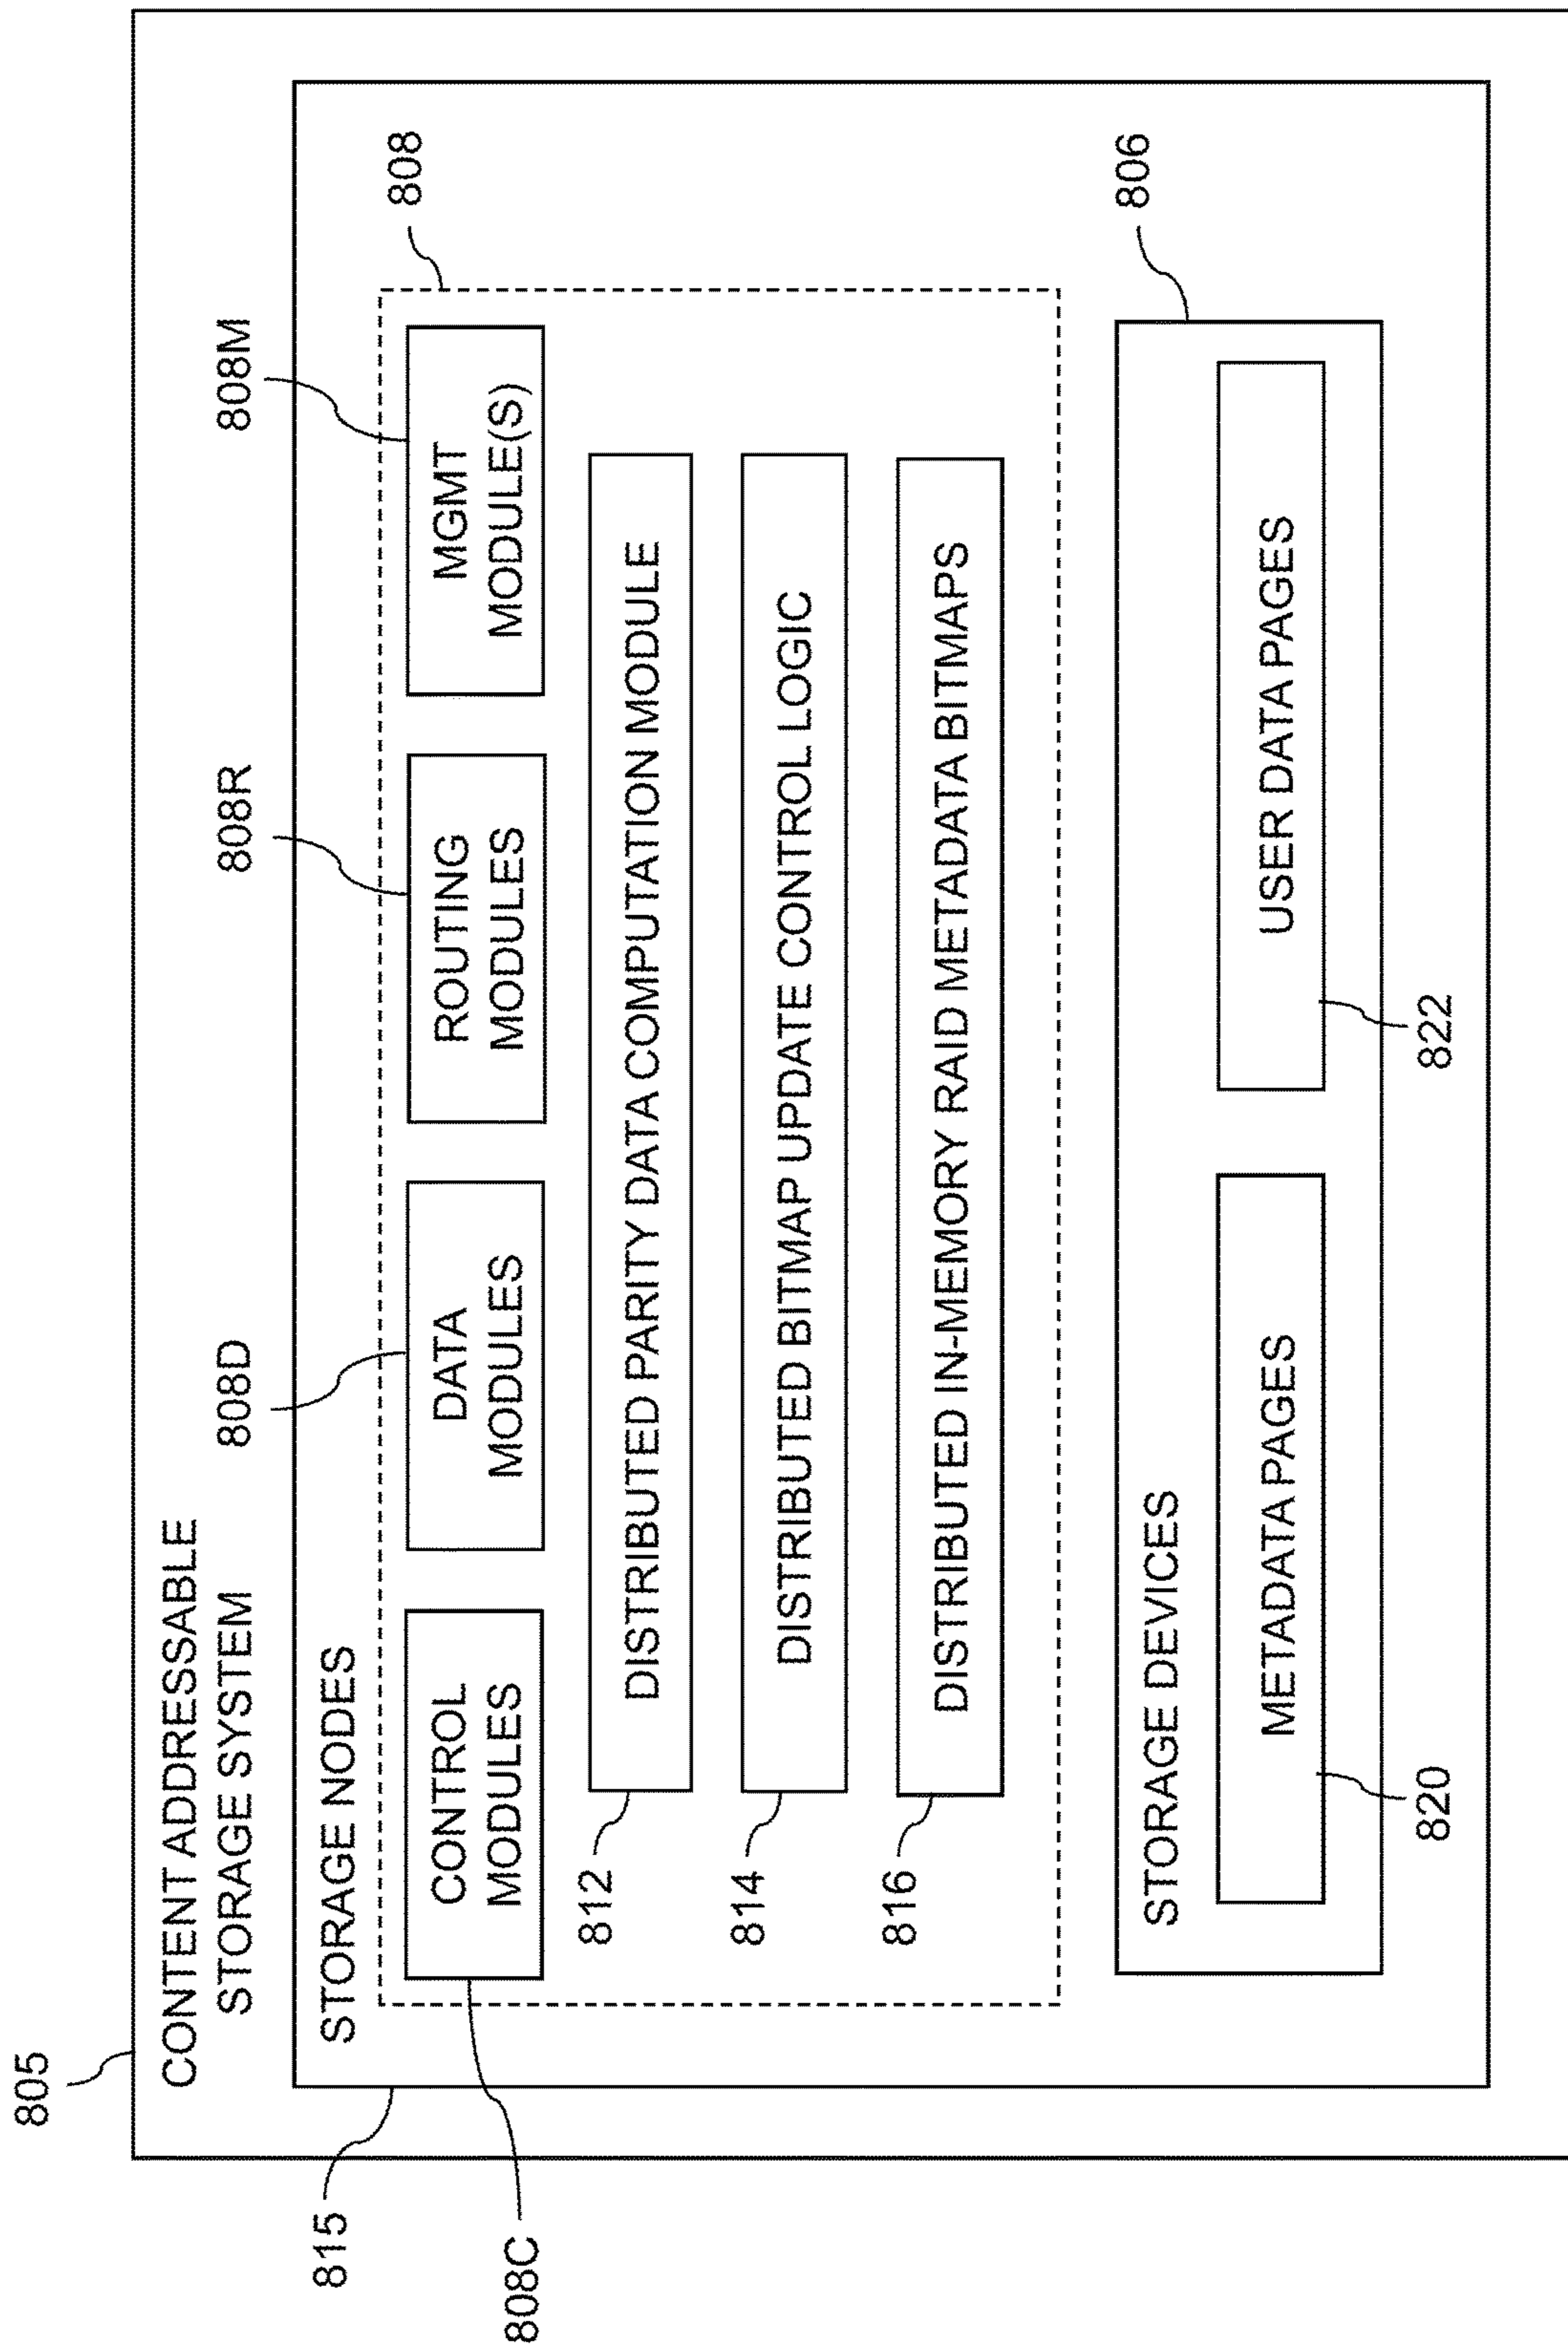 805
CONTENT ADDRESSABLE
STORAGE SYSTEM
808D
808R
808M
815
STORAGE NODES
808
808C
CONTROL
MODULES
DATA
MODULES
ROUTING
MODULES
MGMT
MODULE(S)
812
DISTRIBUTED PARITY DATA COMPUTATION MODULE
814
DISTRIBUTED BITMAP UPDATE CONTROL LOGIC
816
DISTRIBUTED IN-MEMORY RAID METADATA BITMAPS
806
STORAGE DEVICES
METADATA PAGES
USER DATA PAGES
820
822